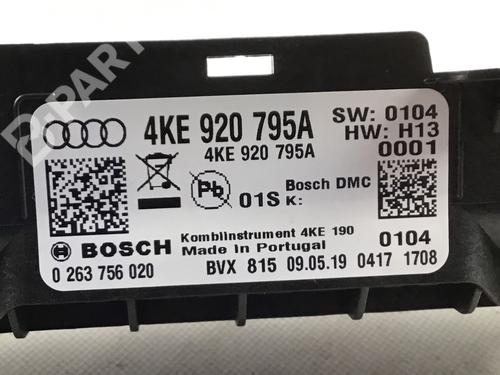 4KE 920 795A
4KE 920 795A
SW: 0104
HW: H13
0001
Pb
01S
Bosch DMC
K:
BOSCH
Kombiinstrument 4KE 190
Made in Portugal
0104
0 263 756 020
BVX 815 09.05.19 0417 1708